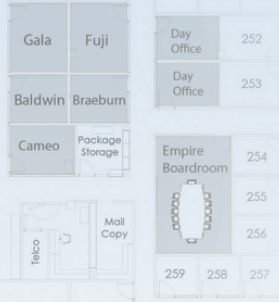 Gala
Fuji
Day
Office
252
Day
Office
253
Baldwin
Braeburn
Cameo
Package
Storage
Empire
Boardroom
254
255
256
Telco
Mail
Copy
259
258
257